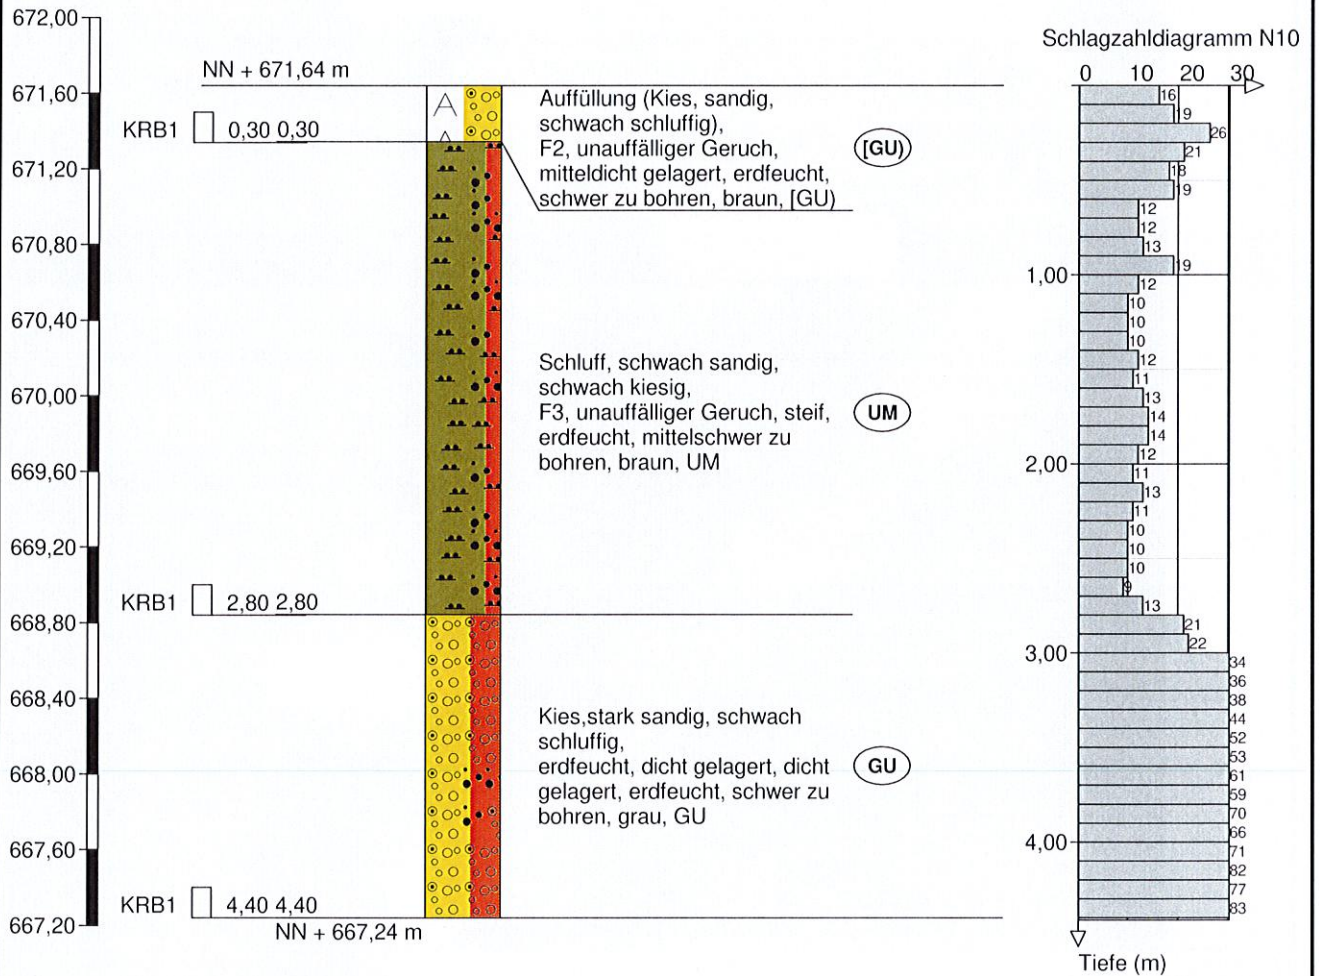 672,00
671,60
671,20
670,80
670,40
670,00
669,60
669,20
668,80
668,40
668,00
667,60
667,20
NN + 671,64 m
KRB1 0,30 0,30
KRB1 2,80 2,80
KRB1 4,40 4,40
NN + 667,24 m
A
Auffüllung (Kies, sandig,
schwach schluffig),
F2, unauffälliger Geruch,
mitteldicht gelagert, erdfeucht,
schwer zu bohren, braun, [GU)
[GU)
Schluff, schwach sandig,
schwach kiesig,
F3, unauffälliger Geruch, steif,
erdfeucht, mittelschwer zu
bohren, braun, UM
UM
Kies,stark sandig, schwach
schluffig,
erdfeucht, dicht gelagert, dicht
gelagert, erdfeucht, schwer zu
bohren, grau, GU
GU
Schlagzahldiagramm N10
0 10 20 30
16
19
26
21
18
19
12
12
13
19
1,00
12
10
10
10
12
11
13
14
14
12
2,00
11
13
11
10
10
10
9
13
21
22
3,00
34
36
38
44
52
53
61
59
70
66
4,00
71
82
77
83
Tiefe (m)